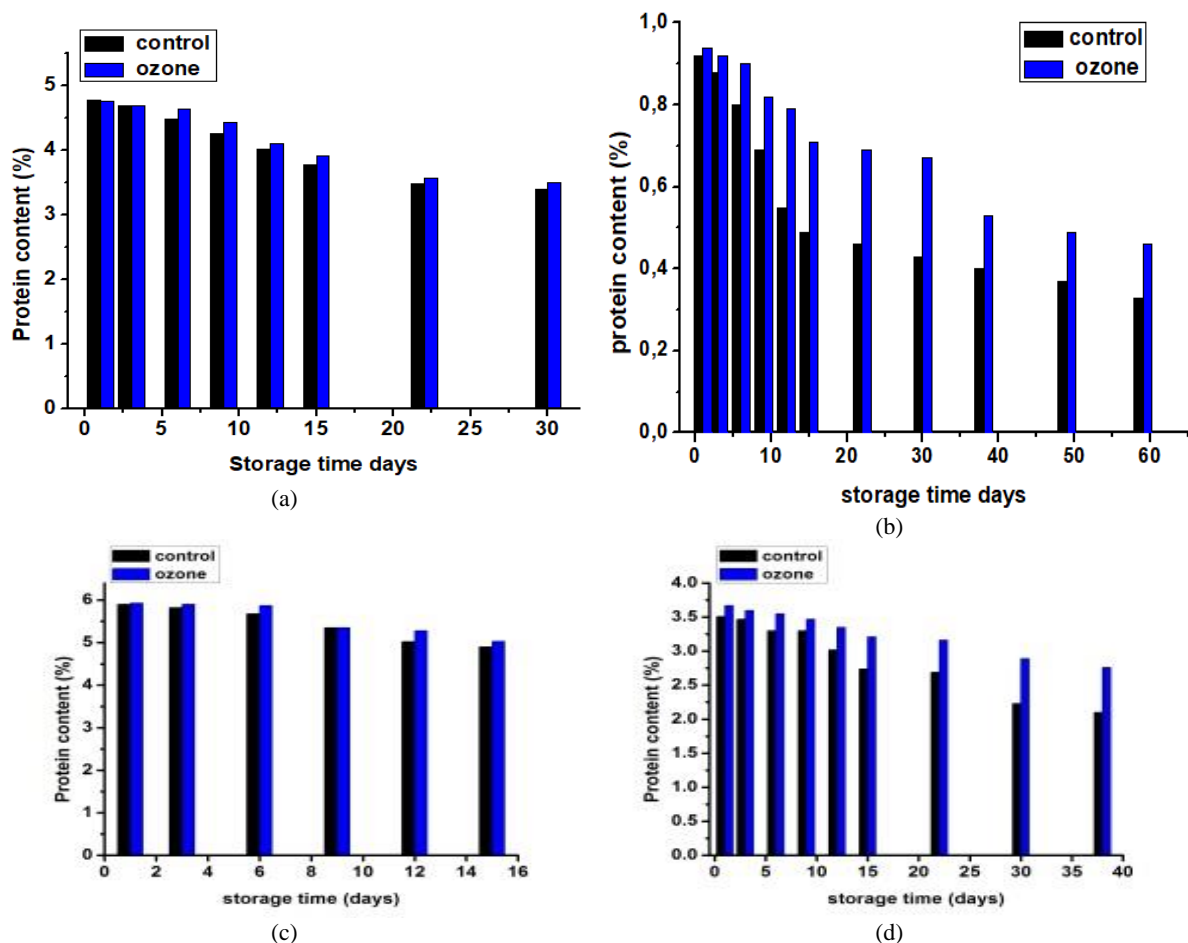 control
ozone
Protein content (%)
5
4
3
2
1
0
0 5 10 15 20 25 30
Storage time days
(a)
control
ozone
protein content (%)
1,0
0,8
0,6
0,4
0,2
0,0
0 10 20 30 40 50 60
storage time days
(b)
control
ozone
Protein content (%)
6
5
4
3
2
1
0
0 2 4 6 8 10 12 14 16
storage time (days)
(c)
control
ozone
Protein content (%)
4.0
3.5
3.0
2.5
2.0
1.5
1.0
0.5
0.0
0 5 10 15 20 25 30 35 40
storage time (days)
(d)